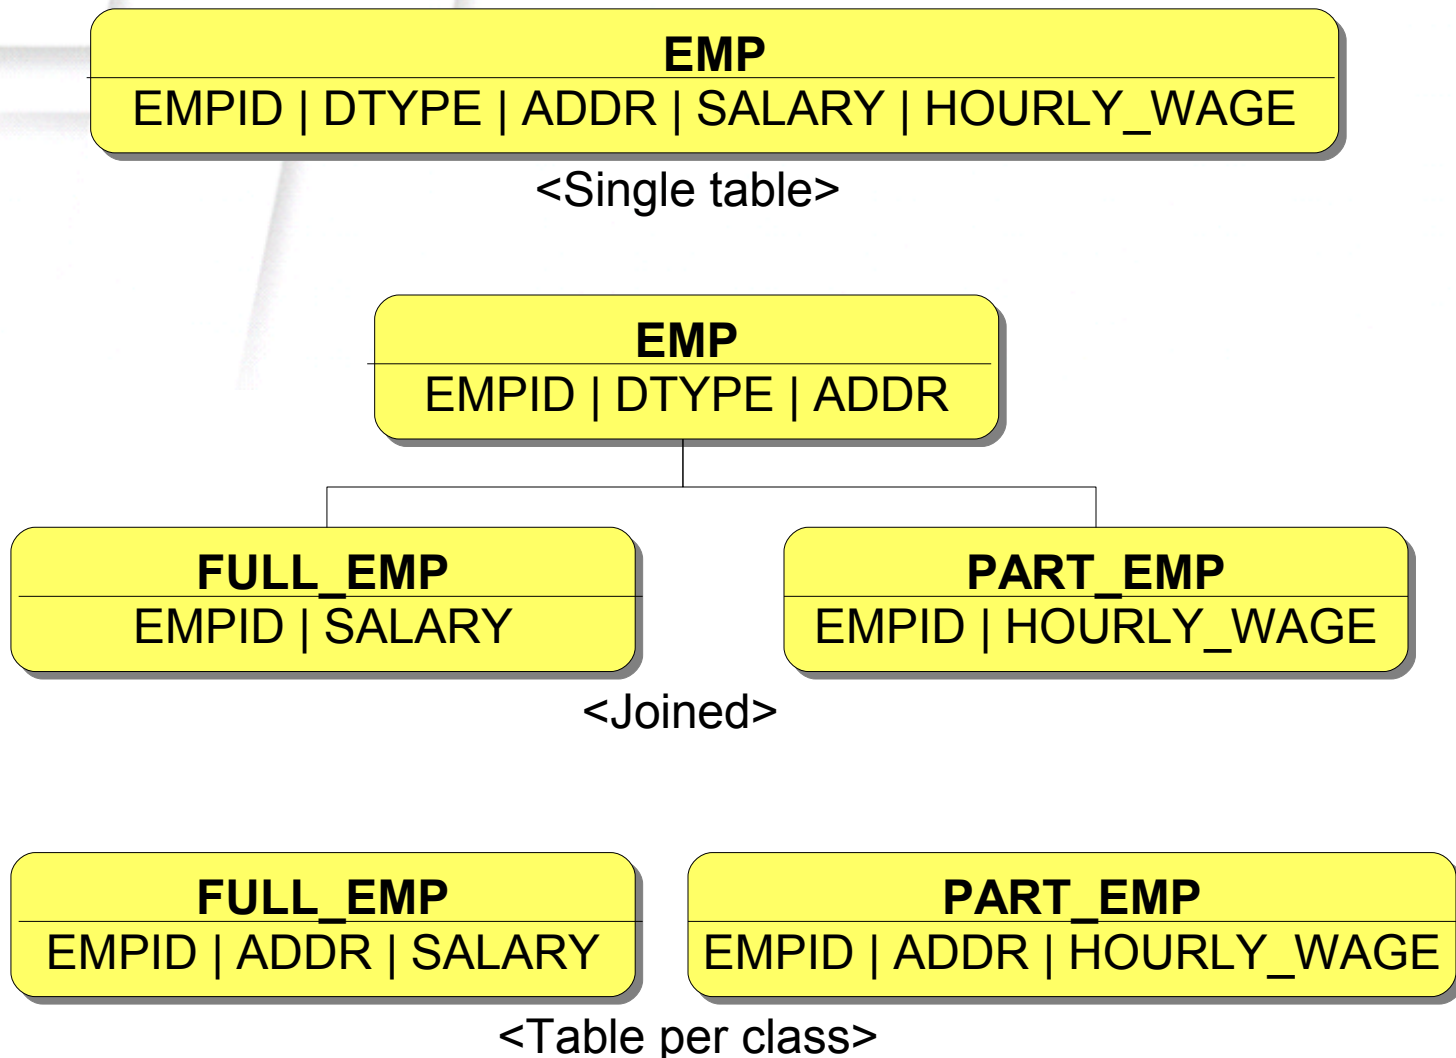 EMP
EMPID | DTYPE | ADDR | SALARY | HOURLY_WAGE
<Single table>
EMP
EMPID | DTYPE | ADDR
FULL_EMP
EMPID | SALARY
PART_EMP
EMPID | HOURLY_WAGE
<Joined>
FULL_EMP
EMPID | ADDR | SALARY
PART_EMP
EMPID | ADDR | HOURLY_WAGE
<Table per class>